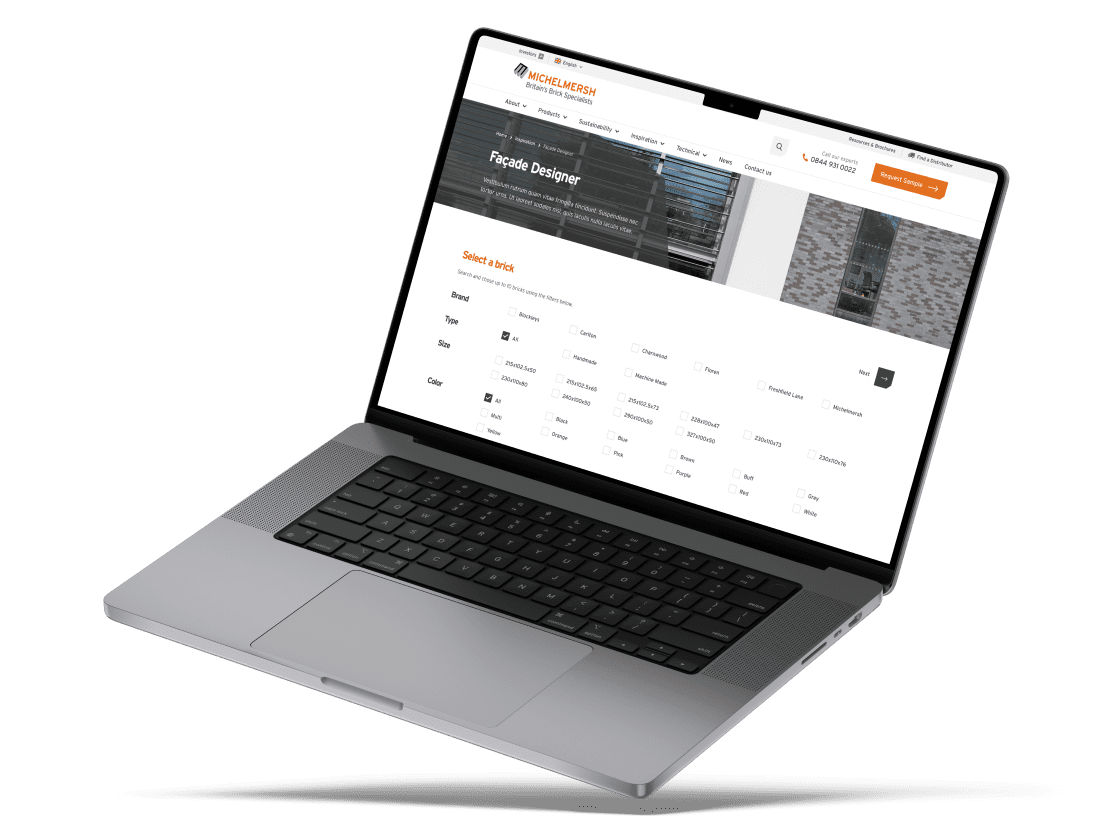 Investors
English
MICHELMERSH
Britain's Brick Specialists
Resources & Brochures
Find a Distributor
Call our experts
0844 931 0022
Request Sample
About
Products
Sustainability
Inspiration
Technical
News
Contact us
Home > Inspiration > Façade Designer
Façade Designer
Vestibulum rutrum quam vitae fringilla tincidunt. Suspendisse nec
tortor urna. Ut laoreet sodales nisi, quis iaculis nulla iaculis vitae.
Select a brick
Search and chose up to 10 bricks using the filters below.
Next
Brand
Blockleys
Carlton
Charnwood
Floren
Freshfield Lane
Michelmersh
Type
All
Handmade
Machine Made
Size
215x102.5x50
215x102.5x65
215x102.5x73
228x100x47
230x110x73
230x110x76
230x100x80
240x100x50
290x100x50
327x100x50
Color
All
Black
Blue
Brown
Buff
Grey
Multi
Orange
Pink
Purple
Red
White
Yellow